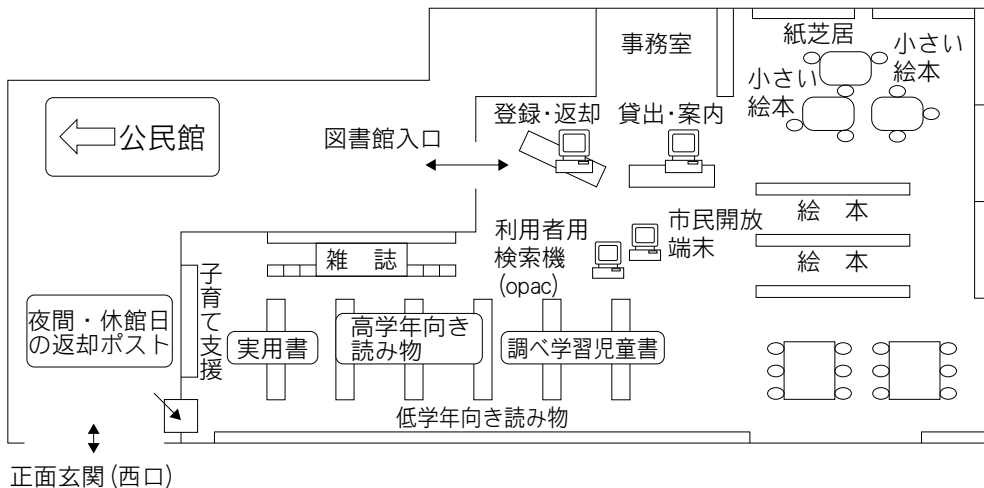 事務室
紙芝居
小さい
絵本
小さい
絵本
公民館
図書館入口
登録・返却
貸出・案内
絵 本
絵 本
利用者用
検索機
(opac)
市民開放
端末
雑 誌
子育て支援
夜間・休館日
の返却ポスト
実用書
高学年向き
読み物
調べ学習児童書
低学年向き読み物
正面玄関(西口)